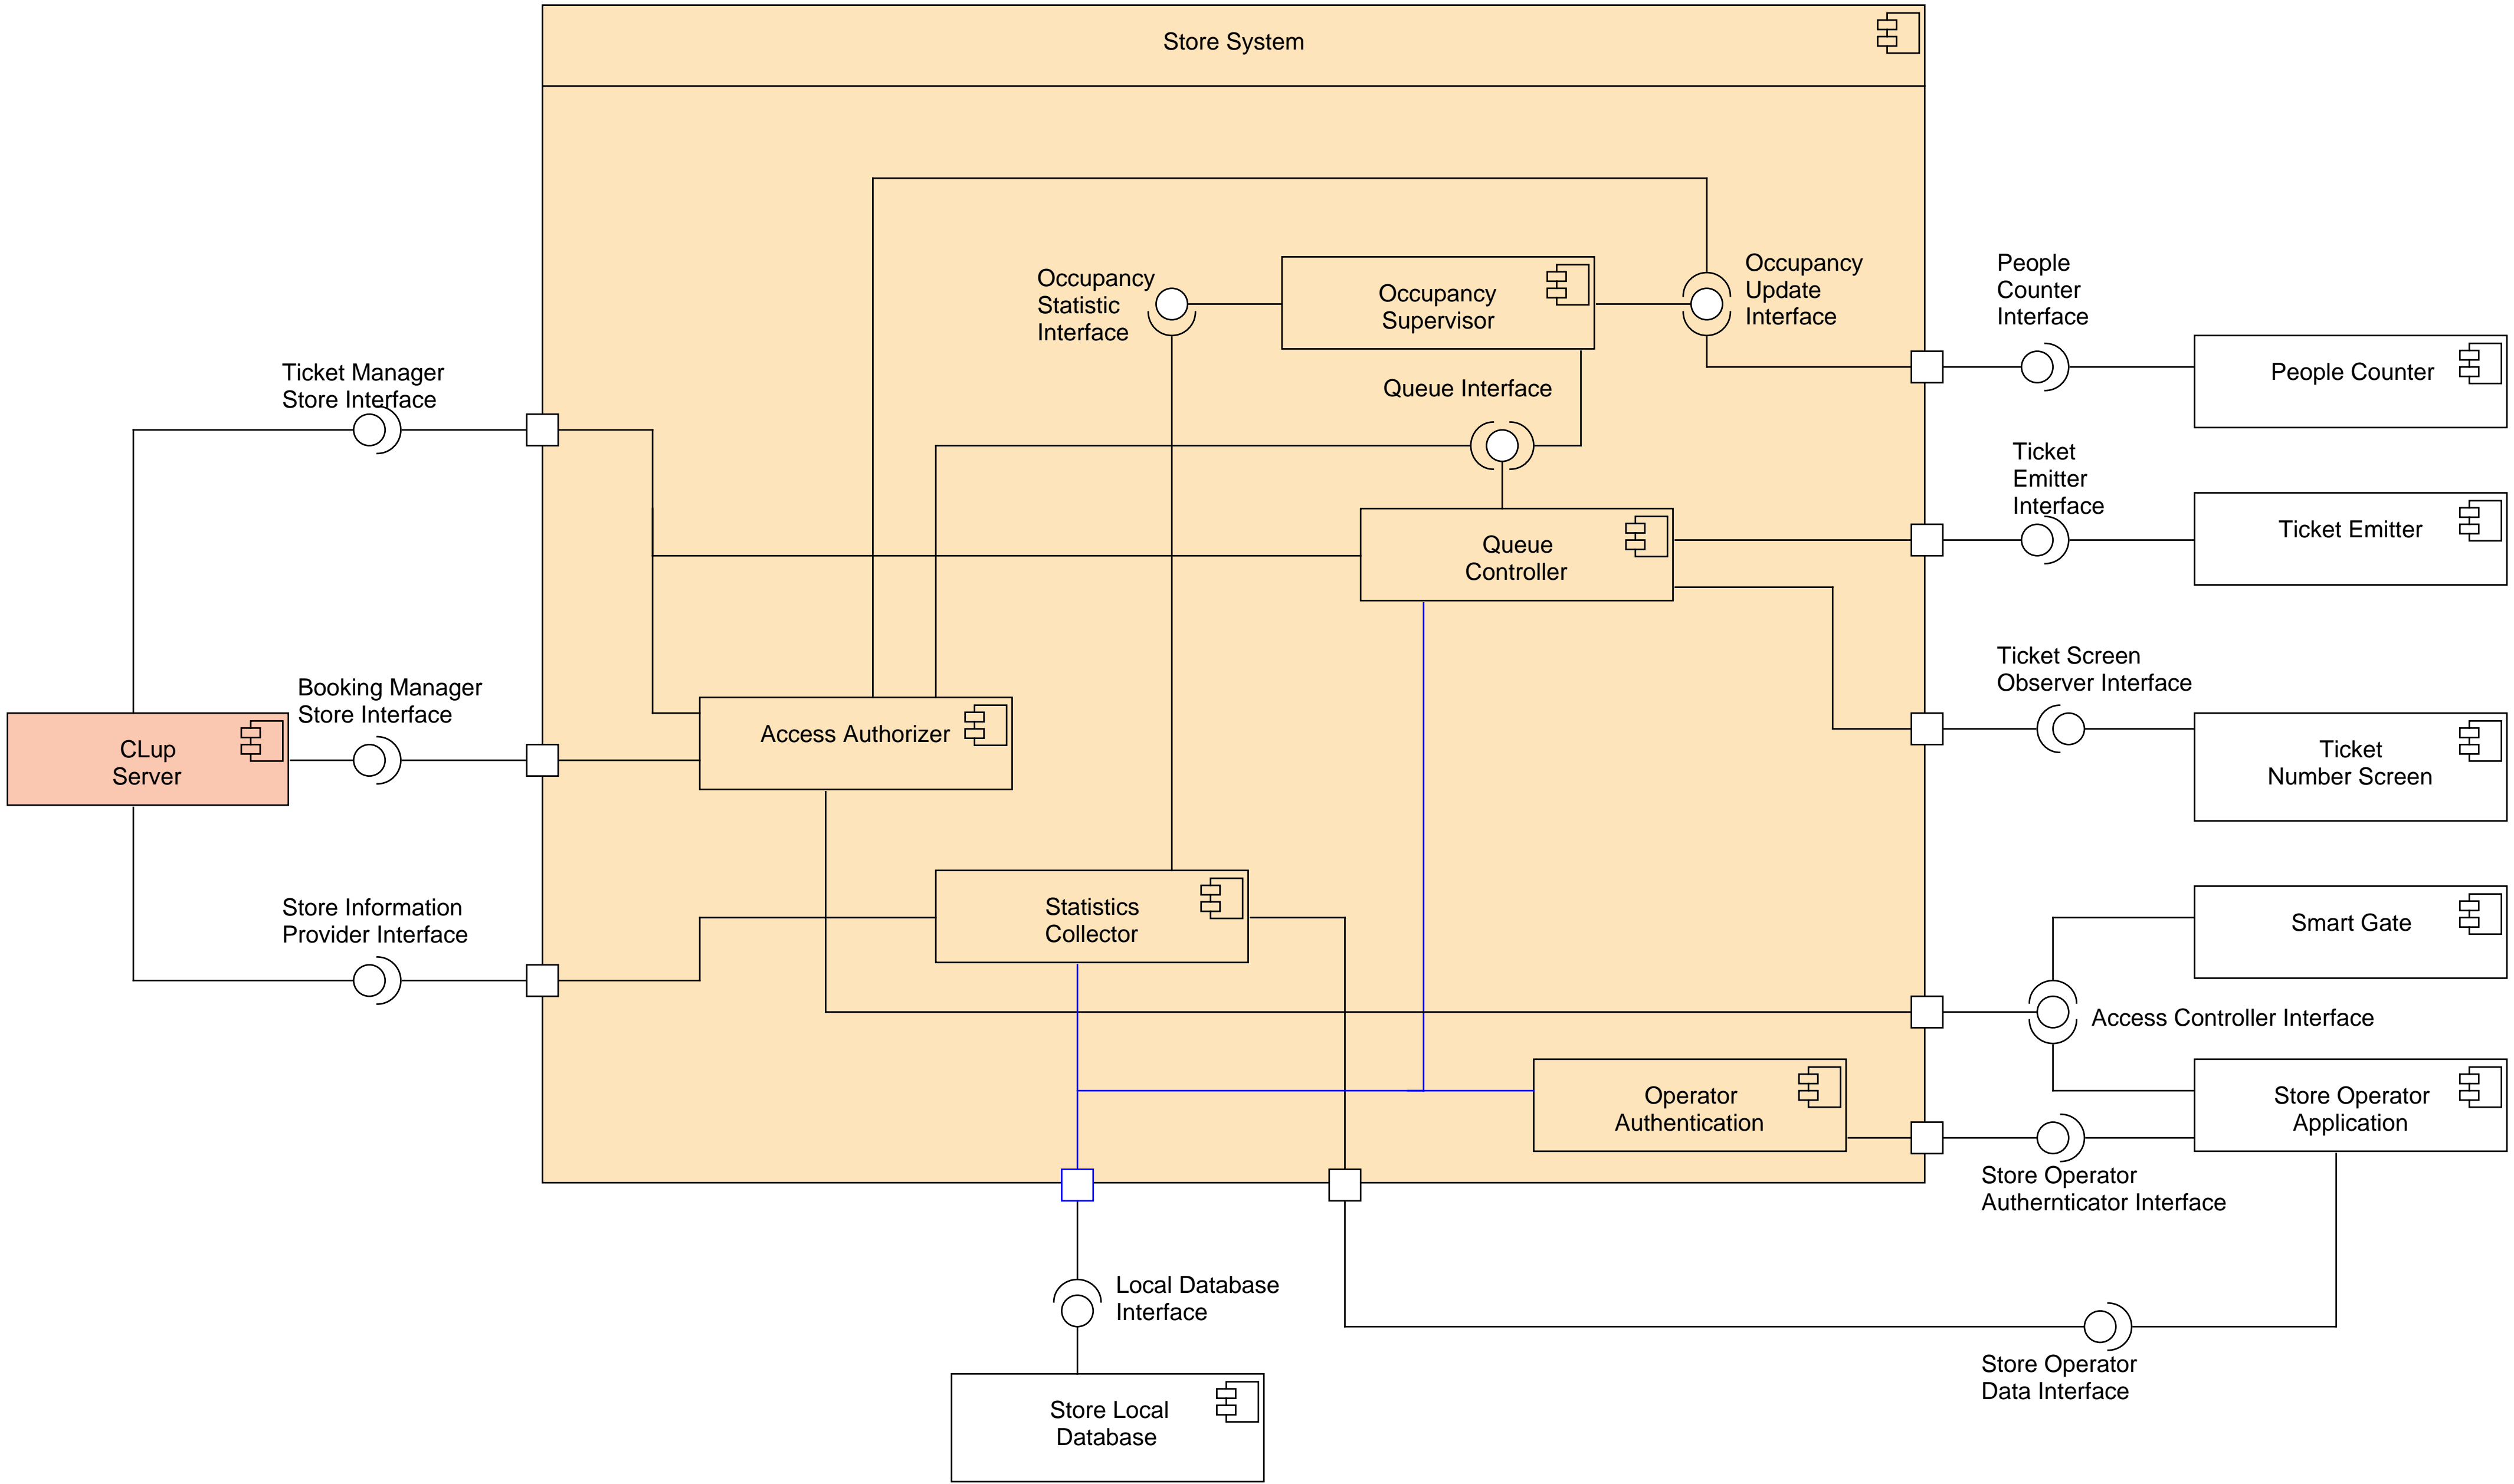 Store System
Occupancy
Statistic
Interface
Occupancy
Supervisor
Occupancy
Update
Interface
People
Counter
Interface
People Counter
Ticket Manager
Store Interface
Queue Interface
Ticket
Emitter
Interface
Ticket Emitter
Queue
Controller
Ticket Screen
Observer Interface
Ticket
Number Screen
Booking Manager
Store Interface
CLup
Server
Access Authorizer
Store Information
Provider Interface
Statistics
Collector
Smart Gate
Access Controller Interface
Operator
Authentication
Store Operator
Application
Store Operator
Authernticator Interface
Local Database
Interface
Store Operator
Data Interface
Store Local
Database